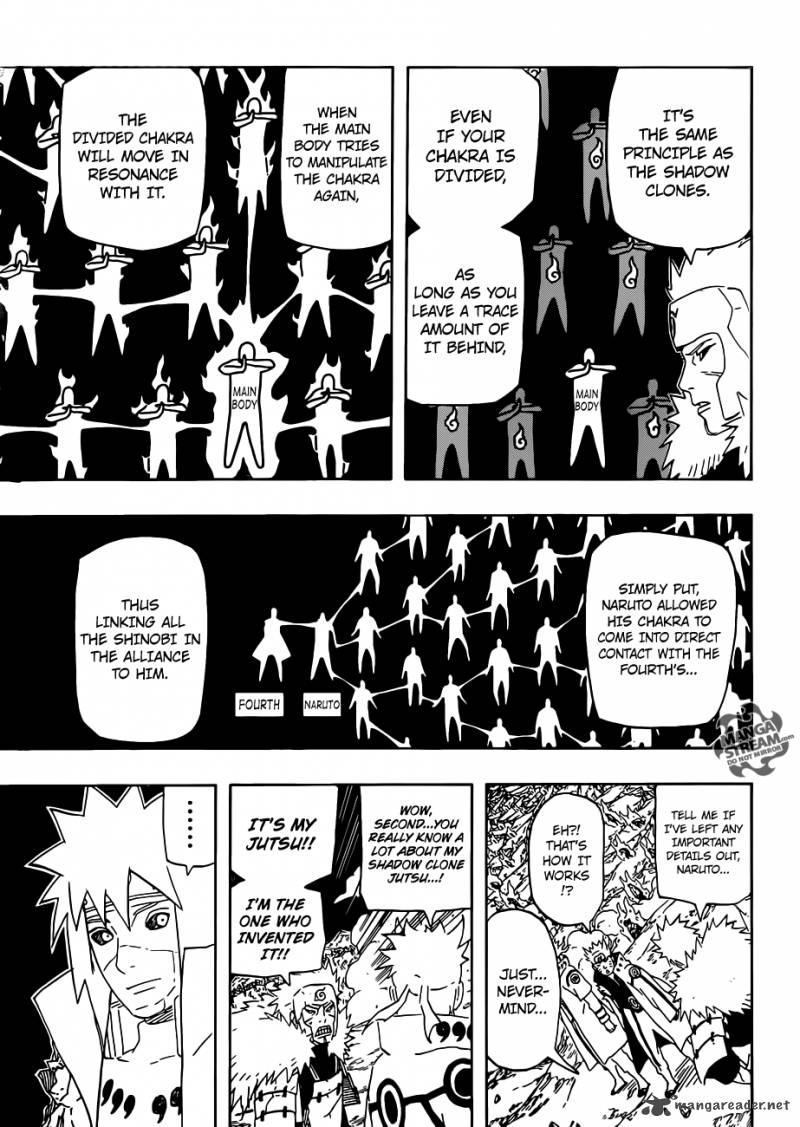 IT'S
THE SAME
PRINCIPLE AS
THE SHADOW
CLONES.
EVEN
IF YOUR
CHAKRA IS
DIVIDED,
AS
LONG AS YOU
LEAVE A TRACE
AMOUNT OF
IT BEHIND,
MAIN
BODY
WHEN
THE MAIN
BODY TRIES
TO MANIPULATE
THE CHAKRA
AGAIN,
THE
DIVIDED CHAKRA
WILL MOVE IN
RESONANCE
WITH IT.
MAIN
BODY
SIMPLY PUT,
NARUTO ALLOWED
HIS CHAKRA TO
COME INTO DIRECT
CONTACT WITH THE
FOURTH'S...
FOURTH
NARUTO
THUS
LINKING ALL
THE SHINOBI IN
THE ALLIANCE
TO HIM.
MANGA
STREAM.com
DO NOT MIRROR
TELL ME IF
I'VE LEFT ANY
IMPORTANT
DETAILS OUT,
NARUTO...
EH?!
THAT'S
HOW IT
WORKS
!?
JUST...
NEVER-
MIND...
WOW,
SECOND...YOU
REALLY KNOW
A LOT ABOUT MY
SHADOW CLONE
JUTSU...!
IT'S MY
JUTSU!!
I'M THE
ONE WHO
INVENTED
IT!!
......
mangareader.net